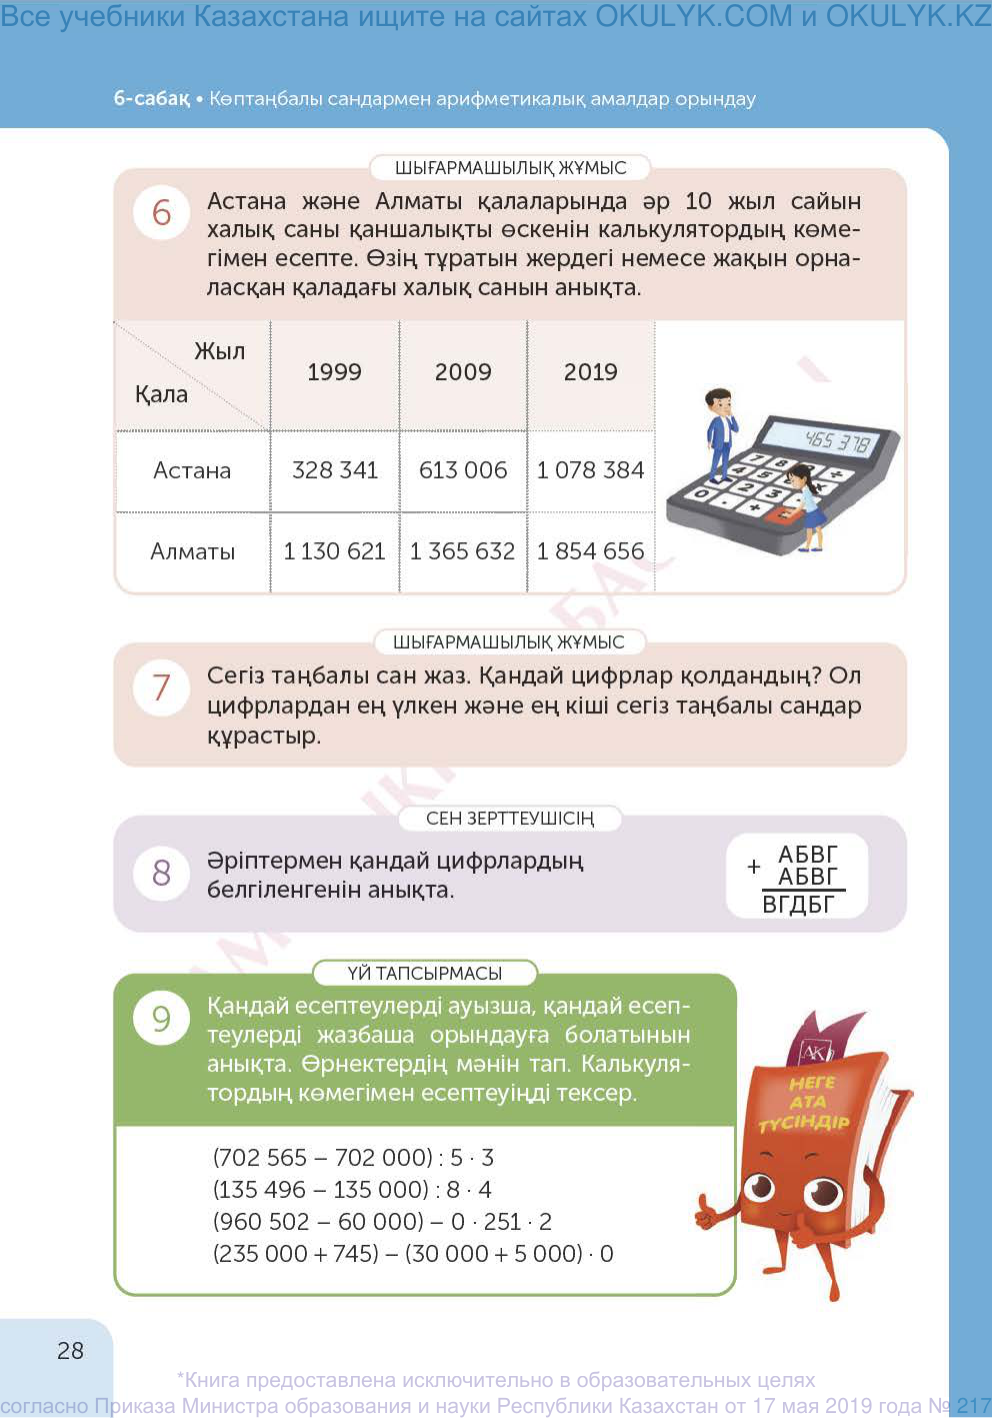 Все учебники Казахстана ищите на сайтах OKULYK.COM и OKULYK.KZ
6-сабақ • Көптаңбалы сандармен арифметикалық амалдар орындау
ШЫҒАРМАШЫЛЫҚ ЖҰМЫС
6
Астана және Алматы қалаларында әр 10 жыл сайын
халық саны қаншалықты өскенін калькулятордың көме-
гімен есепте. Өзің тұратын жердегі немесе жақын орна-
ласқан қаладағы халық санын анықта.
Жыл
Қала
1999 2009 2019
Астана 328 341 613 006 1 078 384
Алматы 1 130 621 1 365 632 1 854 656
465 378
ШЫҒАРМАШЫЛЫҚ ЖҰМЫС
7
Сегіз таңбалы сан жаз. Қандай цифрлар қолдандың? Ол
цифрлардан ең үлкен және ең кіші сегіз таңбалы сандар
құрастыр.
СЕН ЗЕРТТЕУШІСІҢ
8
Әріптермен қандай цифрлардың
белгіленгенін анықта.
+ АБВГ
АБВГ
ВГДБГ
ҮЙ ТАПСЫРМАСЫ
9
Қандай есептеулерді ауызша, қандай есеп-
теулерді жазбаша орындауға болатынын
анықта. Өрнектердің мәнін тап. Калькуля-
тордың көмегімен есептеуіңді тексер.
(702 565 – 702 000) : 5 · 3
(135 496 – 135 000) : 8 · 4
(960 502 – 60 000) – 0 · 251 · 2
(235 000 + 745) – (30 000 + 5 000) · 0
АК
НЕГЕ
АТА
ТҮСІНДІР
28
*Книга предоставлена исключительно в образовательных целях
согласно Приказа Министра образования и науки Республики Казахстан от 17 мая 2019 года № 217